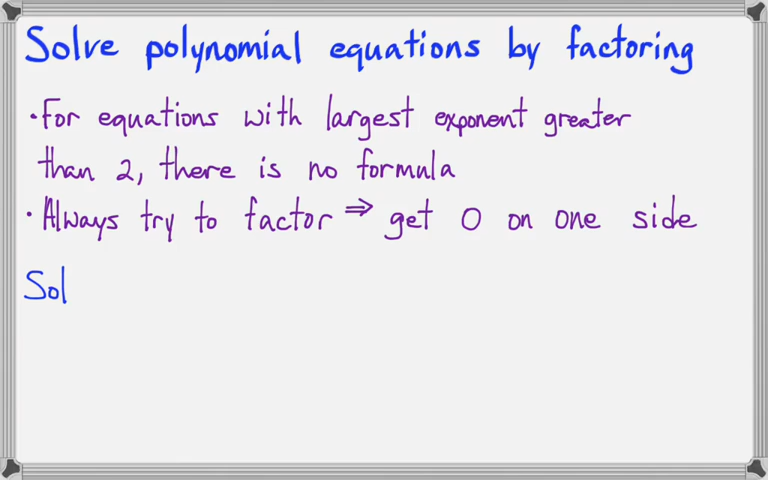 Solve polynomial equations by factoring
•For equations with largest exponent greater
than 2, there is no formula
•Always try to factor ⇒ get 0 on one side
Sol